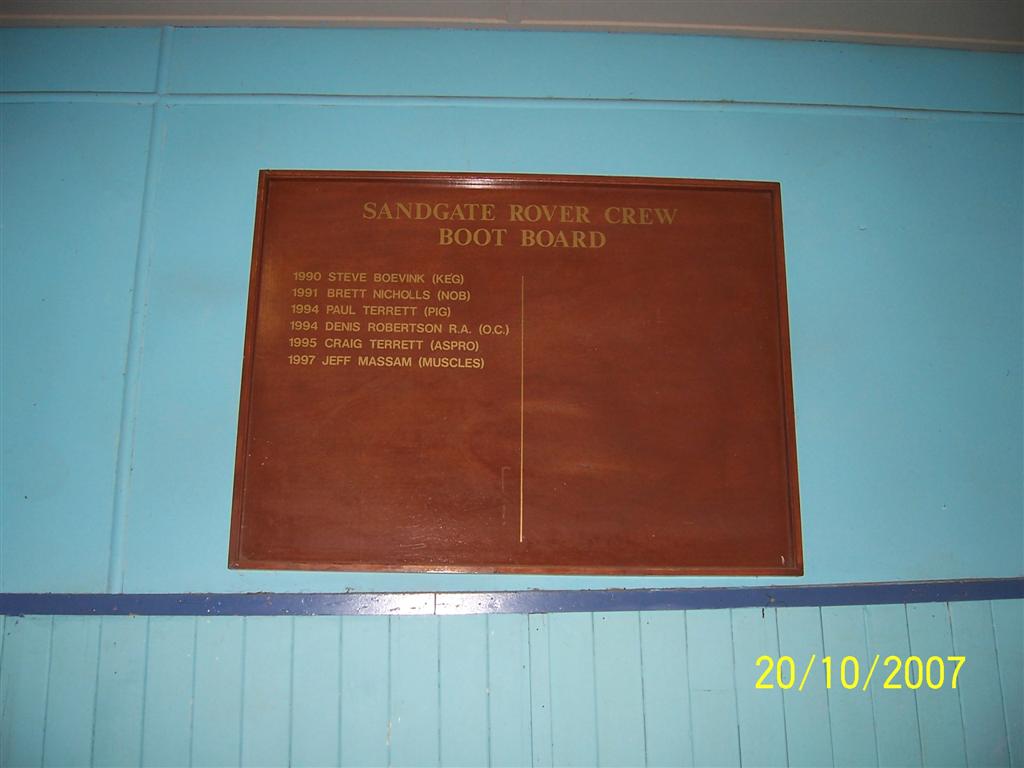 SANDGATE ROVER CREW
BOOT BOARD
1990 STEVE BOEVINK (KEG)
1991 BRETT NICHOLLS (NOB)
1994 PAUL TERRETT (PIG)
1994 DENIS ROBERTSON R.A. (O.C.)
1995 CRAIG TERRETT (ASPRO)
1997 JEFF MASSAM (MUSCLES)
20/10/2007